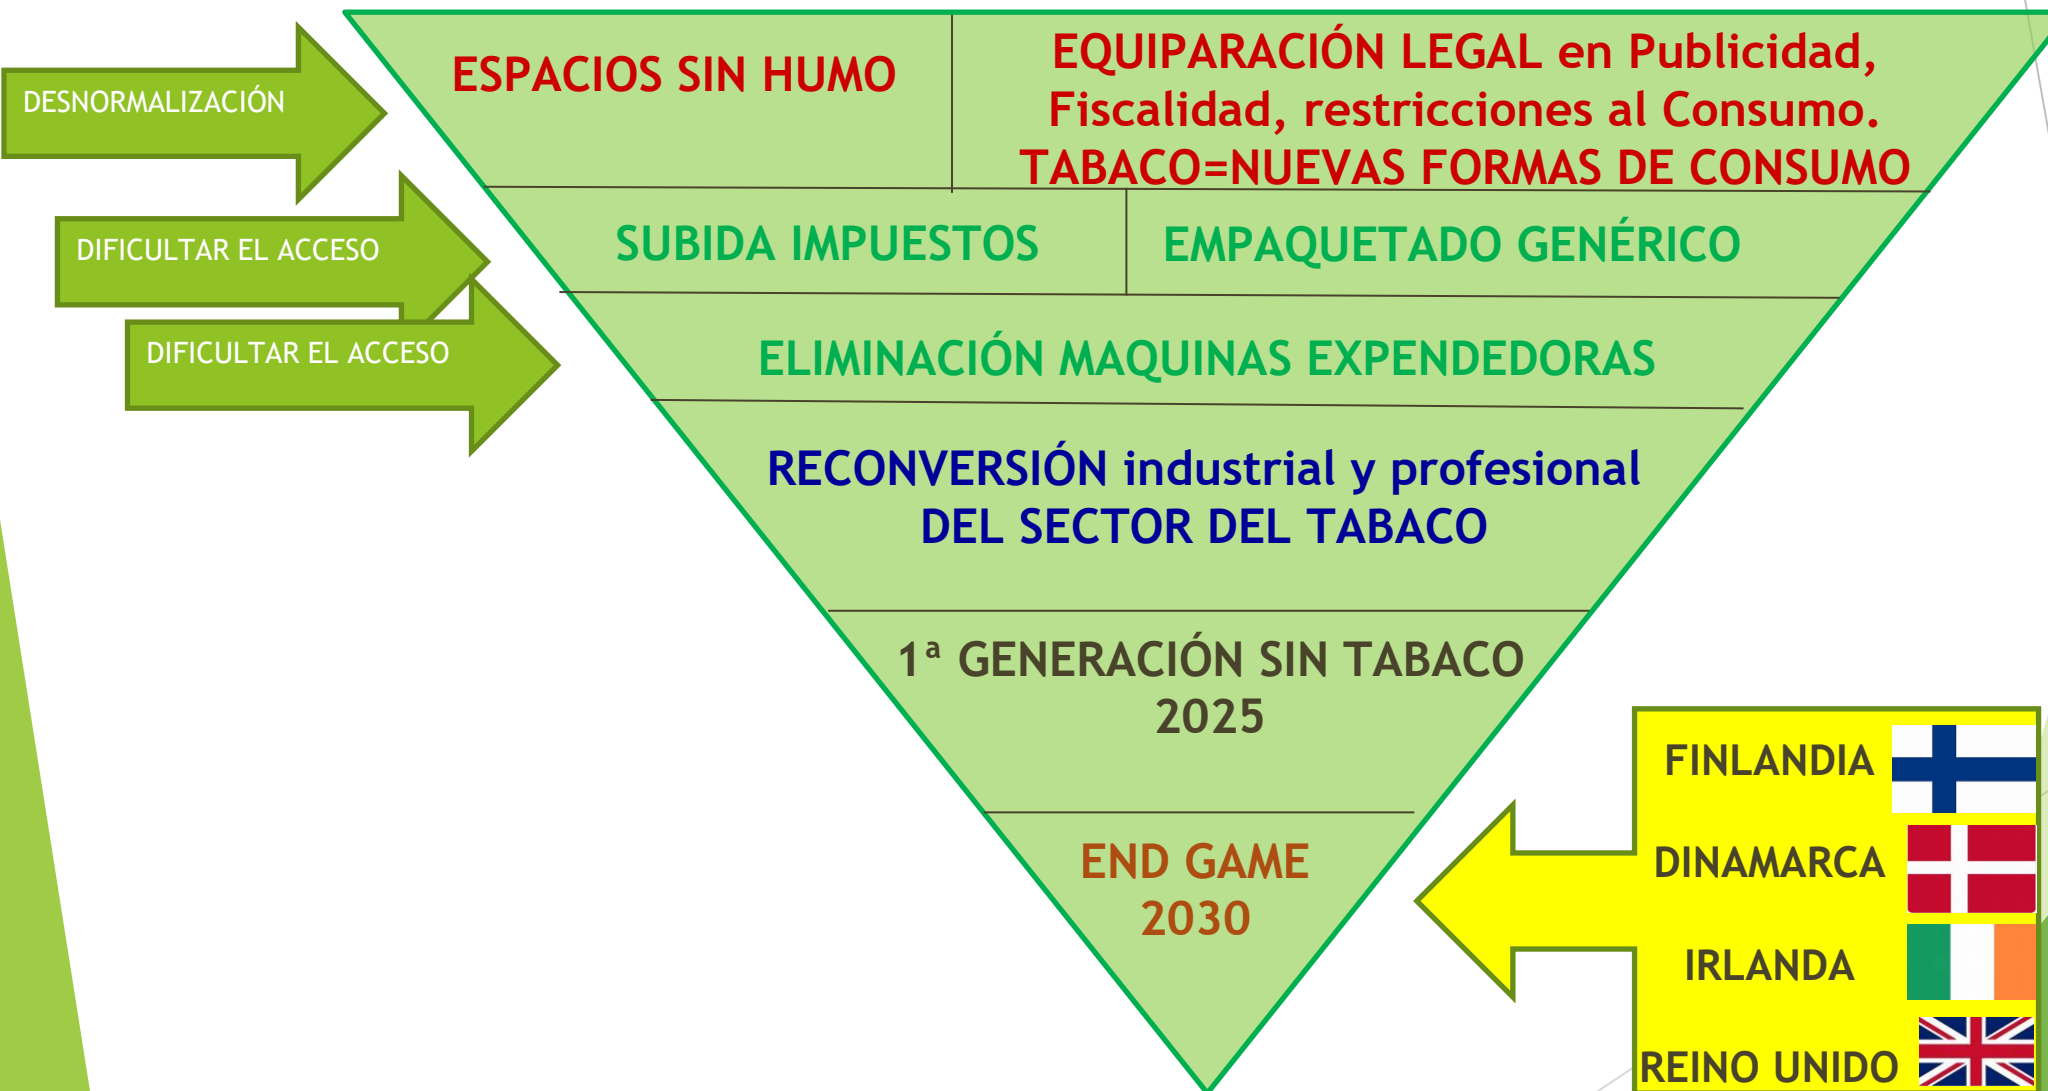 DESNORMALIZACIÓN
ESPACIOS SIN HUMO
EQUIPARACIÓN LEGAL en Publicidad,
Fiscalidad, restricciones al Consumo.
TABACO=NUEVAS FORMAS DE CONSUMO
DIFICULTAR EL ACCESO
SUBIDA IMPUESTOS
EMPAQUETADO GENÉRICO
DIFICULTAR EL ACCESO
ELIMINACIÓN MAQUINAS EXPENDEDORAS
RECONVERSIÓN industrial y profesional
DEL SECTOR DEL TABACO
1ª GENERACIÓN SIN TABACO
2025
END GAME
2030
FINLANDIA
DINAMARCA
IRLANDA
REINO UNIDO